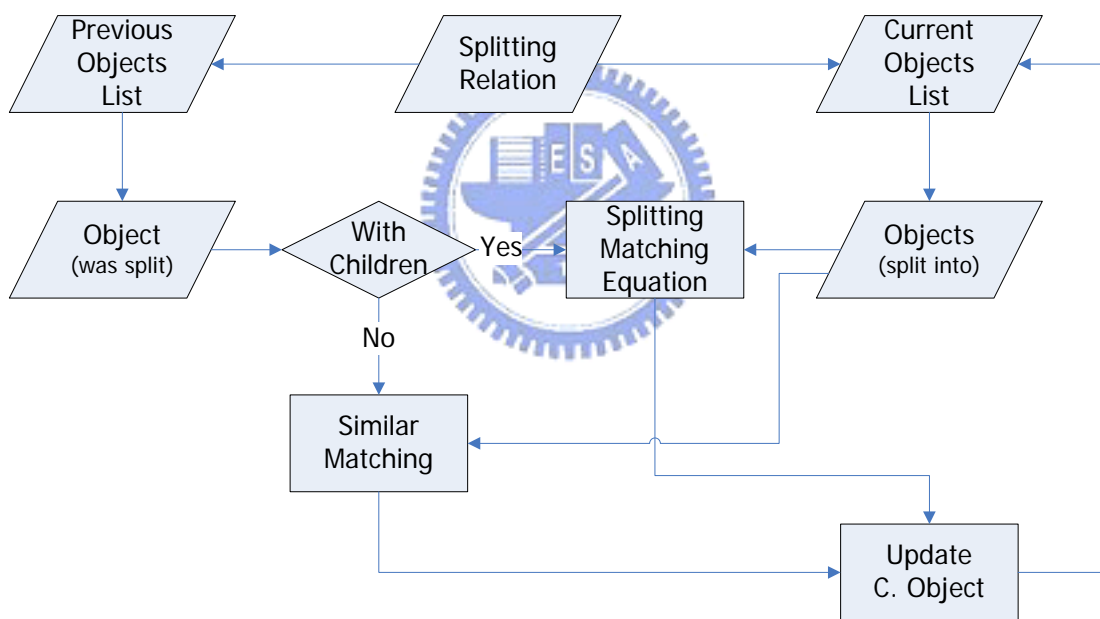 Previous
Objects
List
Splitting
Relation
Current
Objects
List
E S A
Object
(was split)
With
Children
Yes
Splitting
Matching
Equation
Objects
(split into)
No
Similar
Matching
Update
C. Object